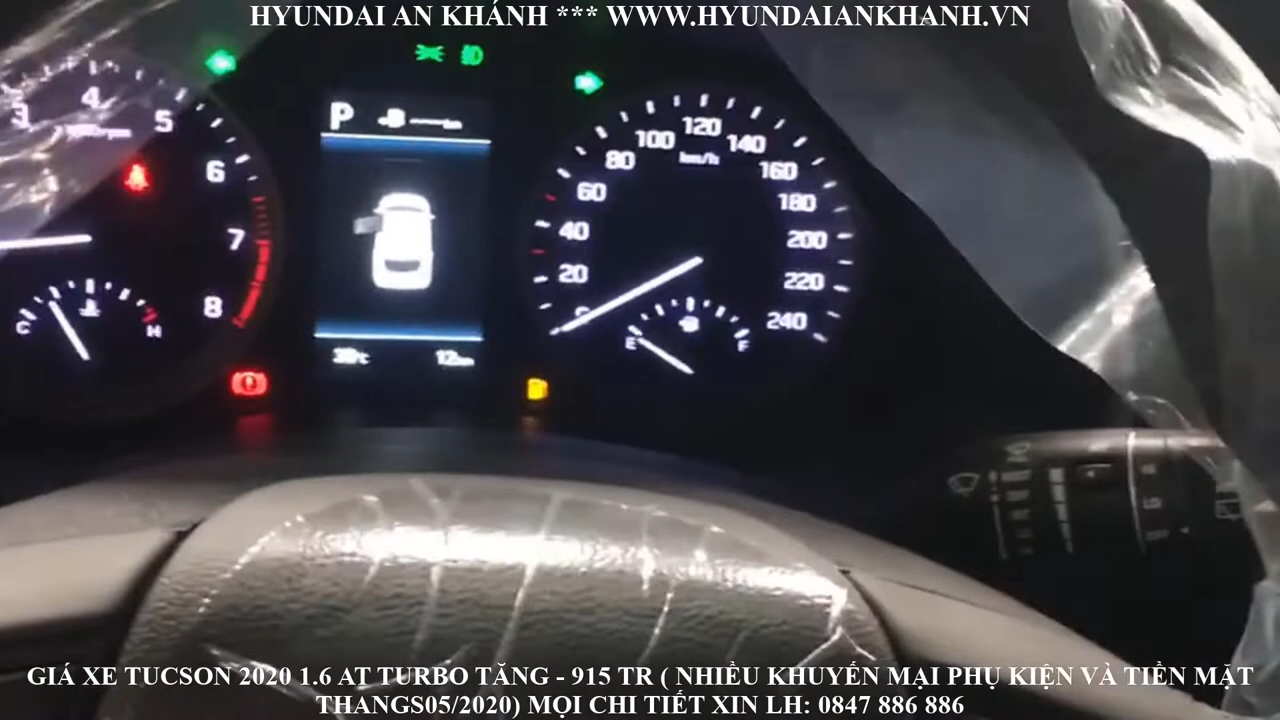 HYUNDAI AN KHÁNH *** WWW.HYUNDAIANKHANH.VN
3 4 5 6 7 8
C H
P
20 40 60 80 100 120 140 160 180 200 220 240
km/h
E F
GIÁ XE TUCSON 2020 1.6 AT TURBO TĂNG - 915 TR ( NHIỀU KHUYẾN MẠI PHỤ KIỆN VÀ TIỀN MẶT
THANGS05/2020) MỌI CHI TIẾT XIN LH: 0847 886 886